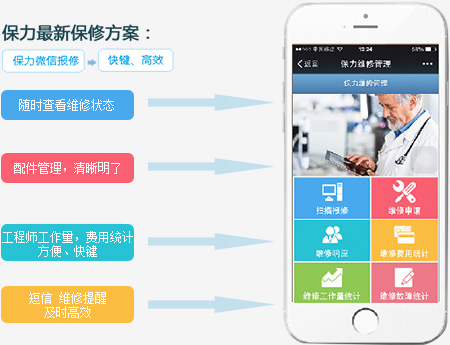 保力最新保修方案：
保力微信报修
快键、高效
随时查看维修状态
配件管理，清晰明了
工程师工作量，费用统计
方便、快键
短信 维修提醒
及时高效
中国移动
13:24
58%
返回
保力维修管理
保力维修管理
扫描报修
维修申请
维修响应
维修费用统计
维修工作量统计
维修故障统计